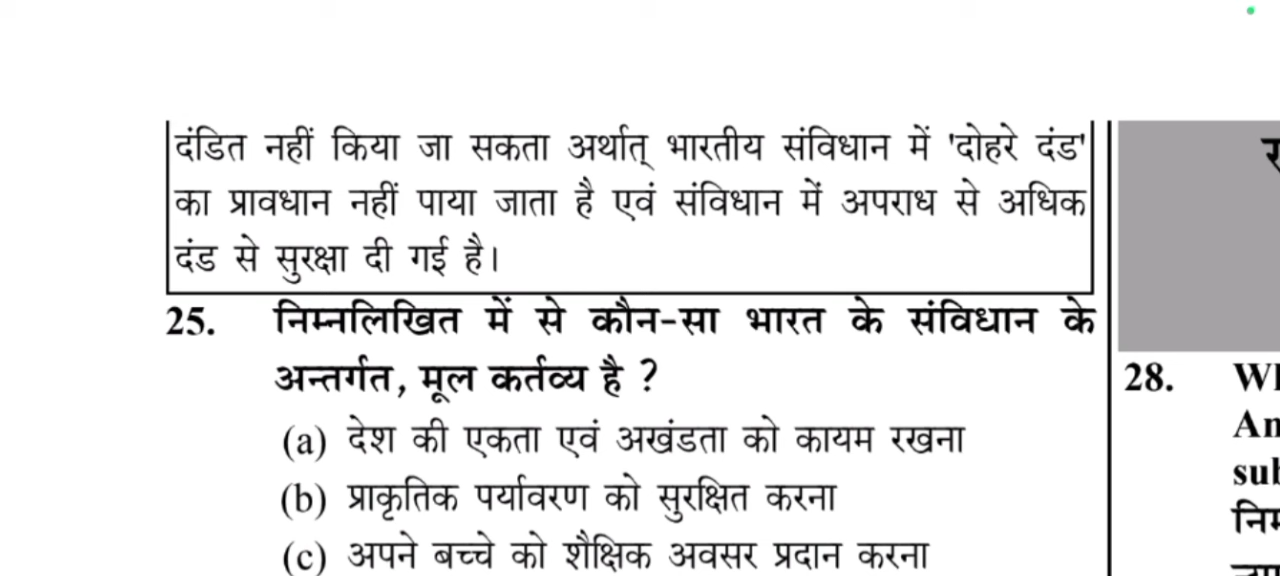 दंडित नहीं किया जा सकता अर्थात् भारतीय संविधान में 'दोहरे दंड'
का प्रावधान नहीं पाया जाता है एवं संविधान में अपराध से अधिक
दंड से सुरक्षा दी गई है।
25. निम्नलिखित में से कौन-सा भारत के संविधान के
अन्तर्गत, मूल कर्तव्य है ?
(a) देश की एकता एवं अखंडता को कायम रखना
(b) प्राकृतिक पर्यावरण को सुरक्षित करना
(c) अपने बच्चे को शैक्षिक अवसर प्रदान करना
28.